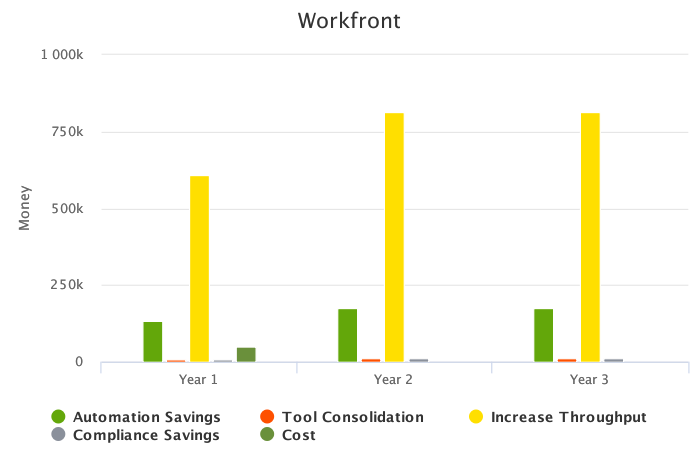 Workfront
1 000k
750k
500k
250k
0
Money
Year 1 Year 2 Year 3
Automation Savings Tool Consolidation Increase Throughput
Compliance Savings Cost